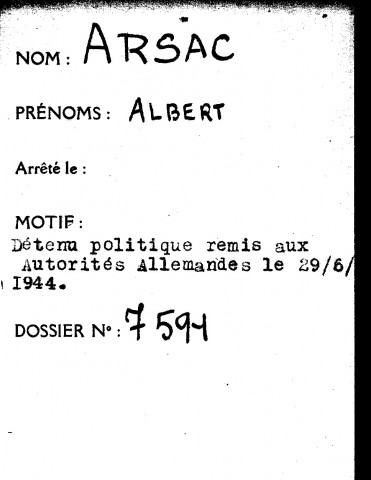 NOM : ARSAC
PRÉNOMS : ALBERT
Arrêté le :
MOTIF :
Détenu politique remis aux
Autorités Allemandes le 29/6/
1944.
DOSSIER N° : 7594